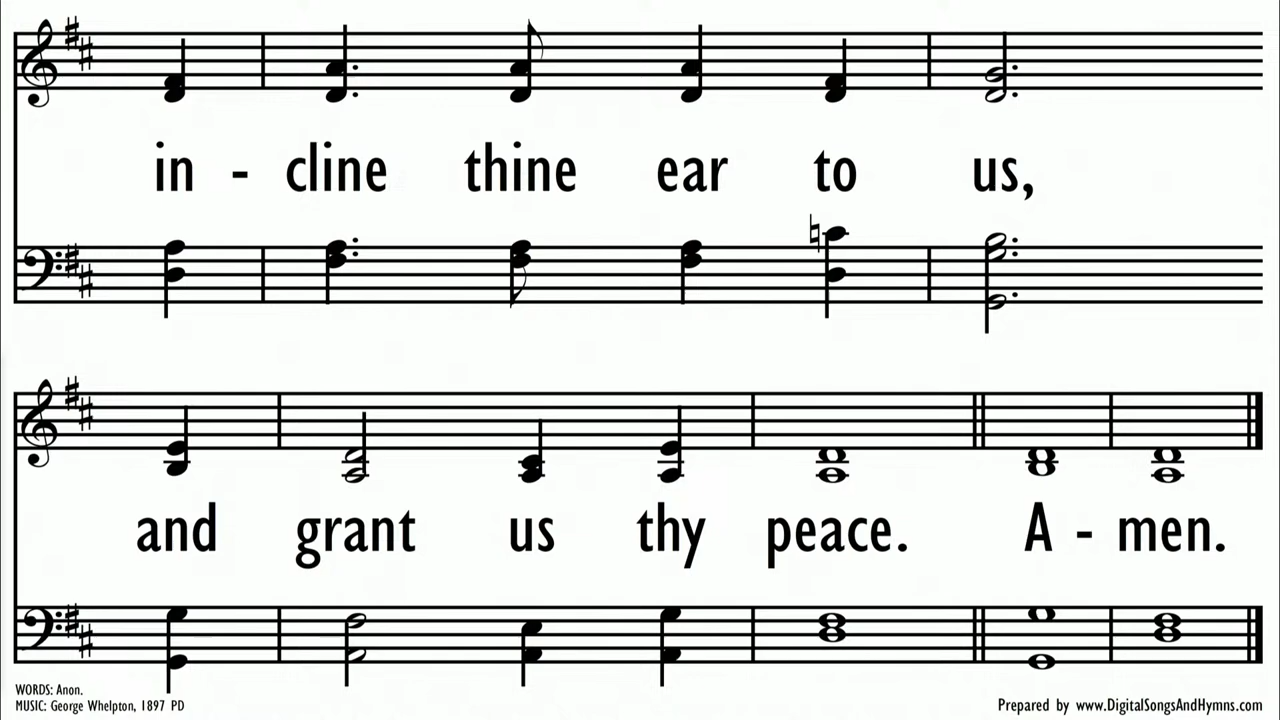 in - cline thine ear to us,
and grant us thy peace. A - men.
WORDS: Anon.
MUSIC: George Whelpton, 1897 PD
Prepared by www.DigitalSongsAndHymns.com